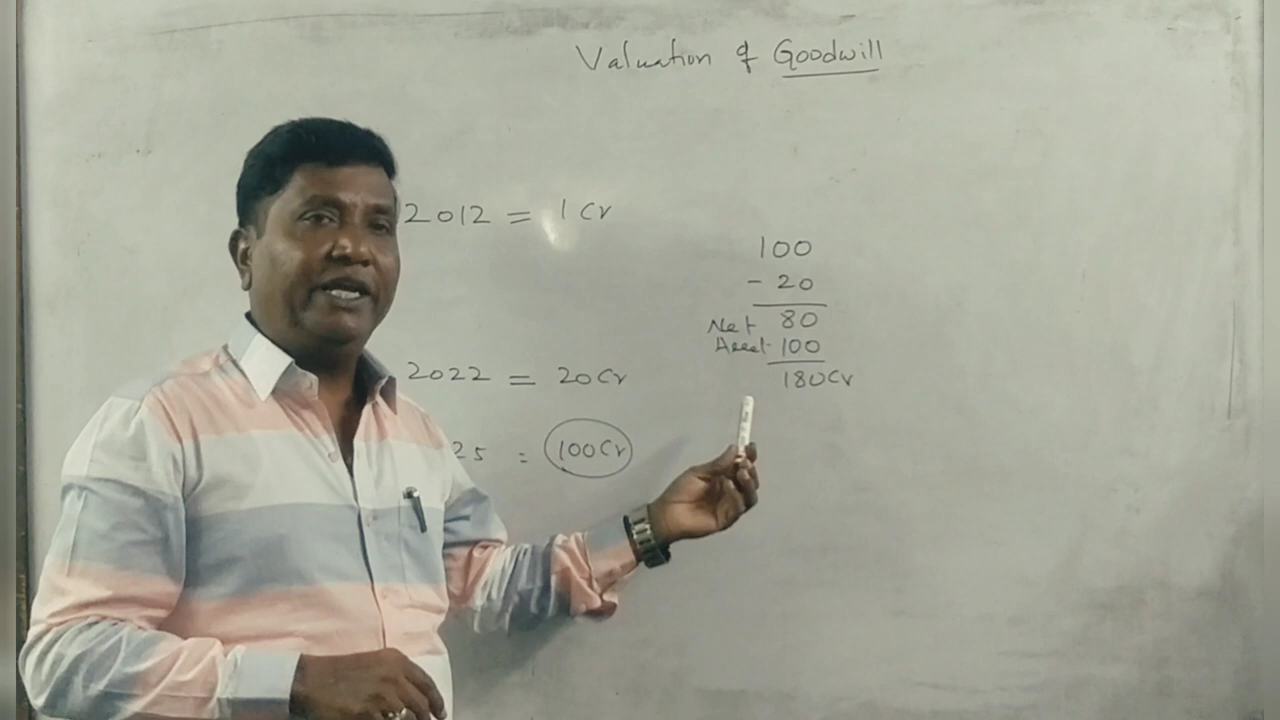 Valuation of Goodwill
2012 = 1 Cr
2022 = 20 Cr
25 = 100 Cr
100
- 20
Net 80
100
180 Cr